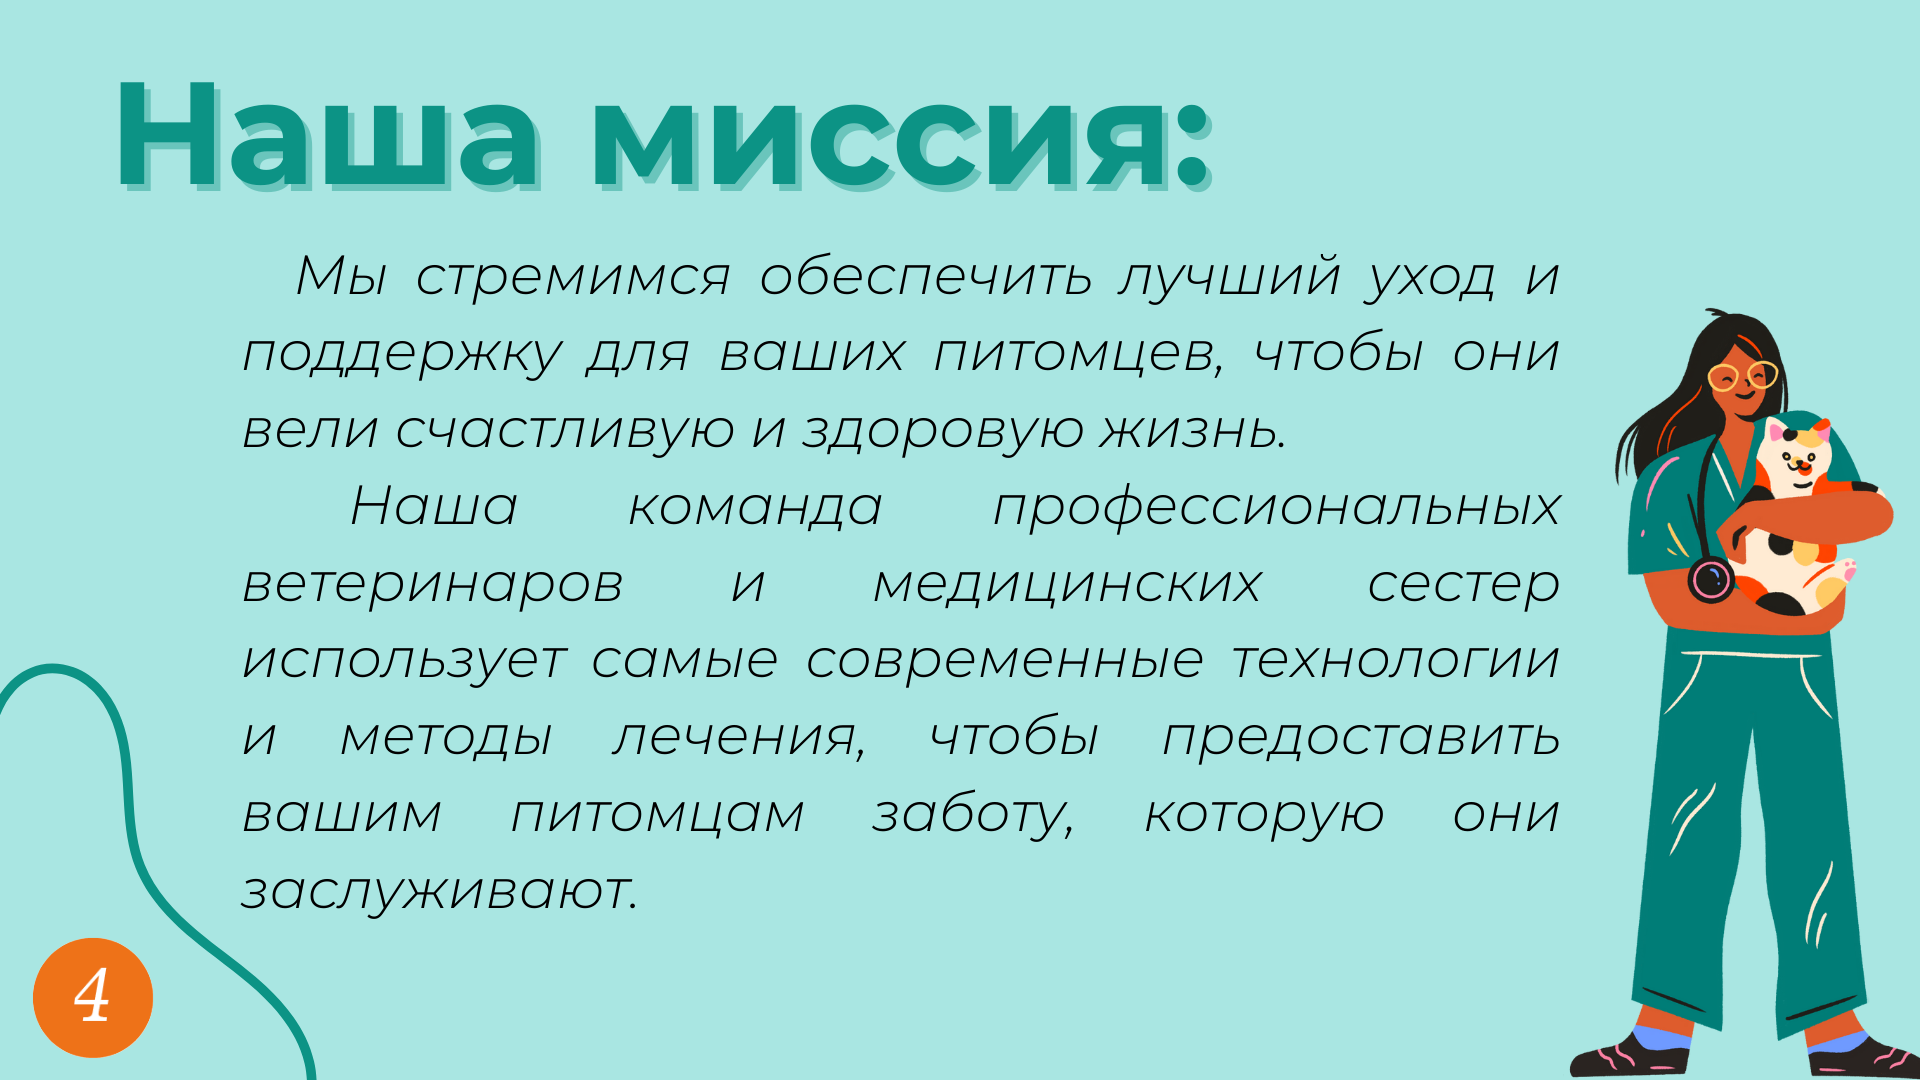 Наша миссия:
Мы стремимся обеспечить лучший уход и
поддержку для ваших питомцев, чтобы они
вели счастливую и здоровую жизнь.
Наша команда профессиональных
ветеринаров и медицинских сестер
использует самые современные технологии
и методы лечения, чтобы предоставить
вашим питомцам заботу, которую они
заслуживают.
4